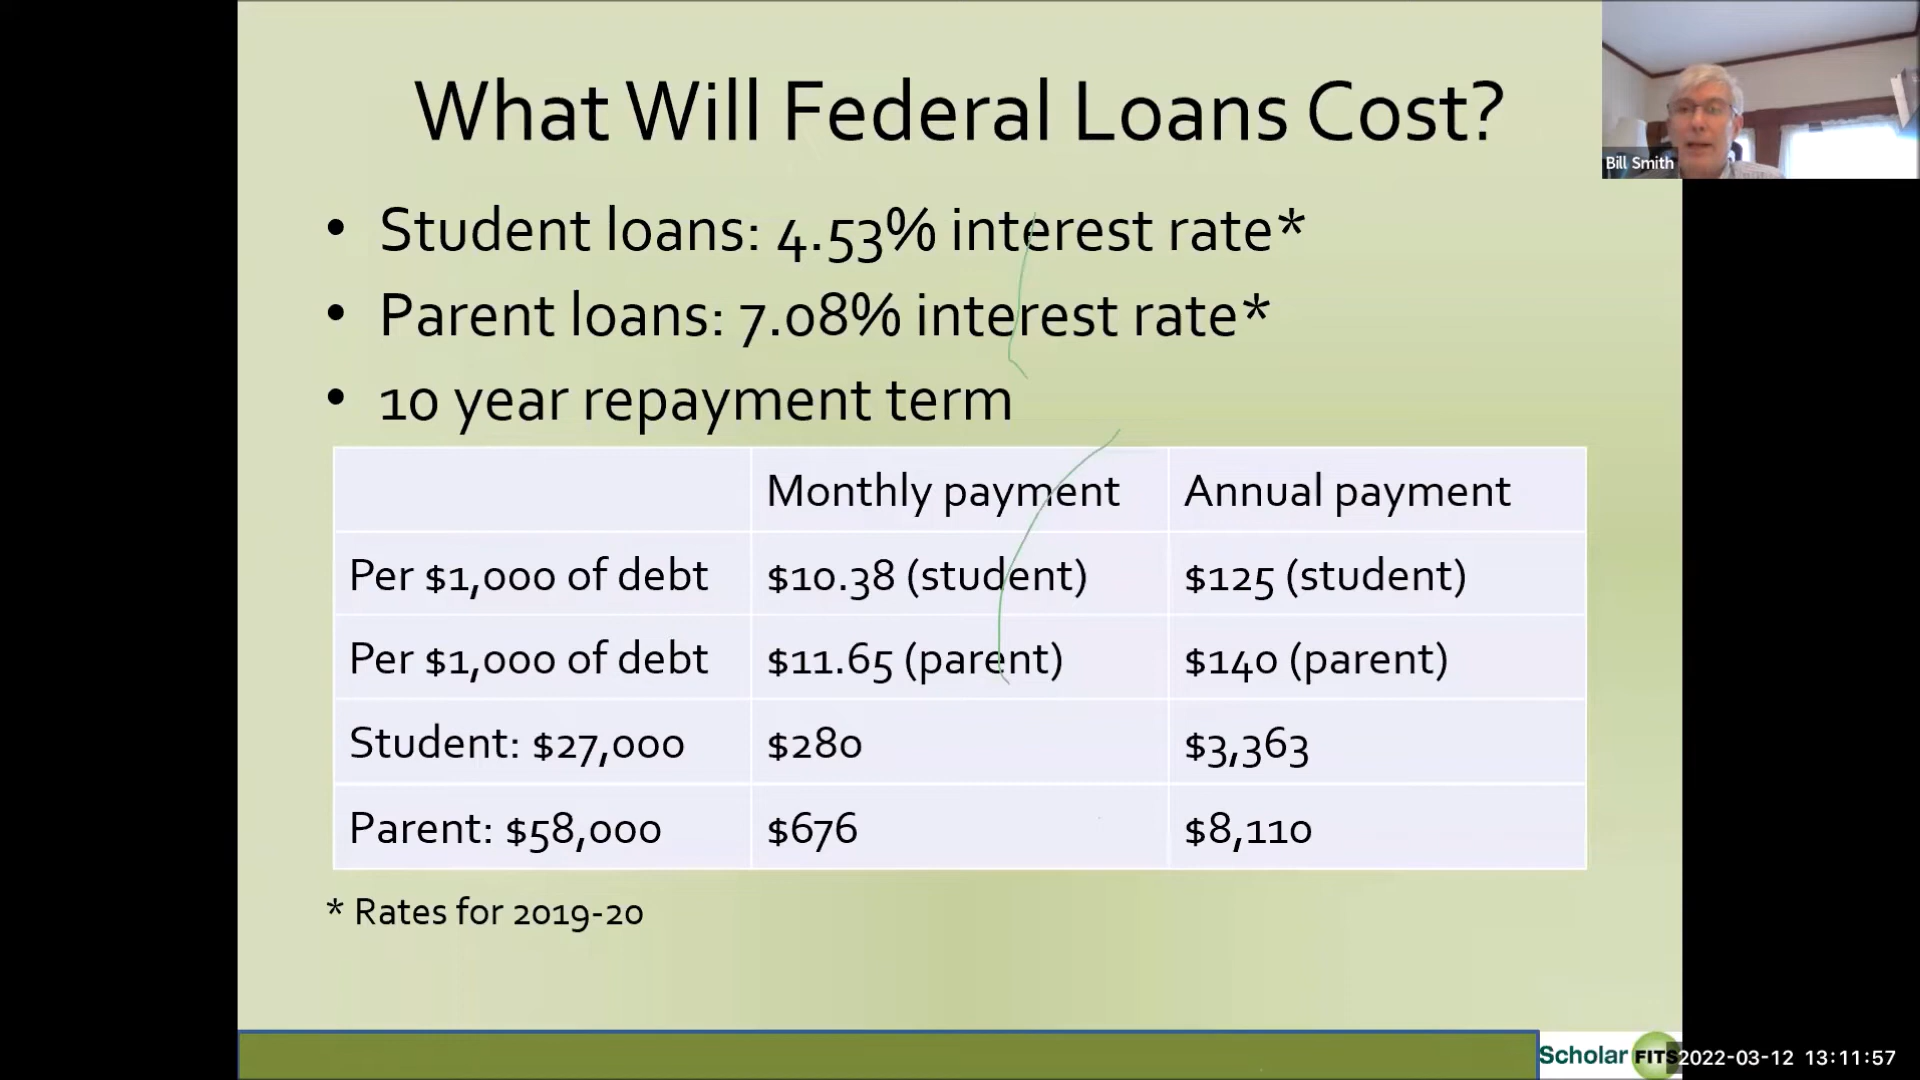 What Will Federal Loans Cost?
Bill Smith
• Student loans: 4.53% interest rate*
• Parent loans: 7.08% interest rate*
• 10 year repayment term
Monthly payment Annual payment
Per $1,000 of debt $10.38 (student) $125 (student)
Per $1,000 of debt $11.65 (parent) $140 (parent)
Student: $27,000 $280 $3,363
Parent: $58,000 $676 $8,110
* Rates for 2019-20
Scholar FITS
2022-03-12 13:11:57